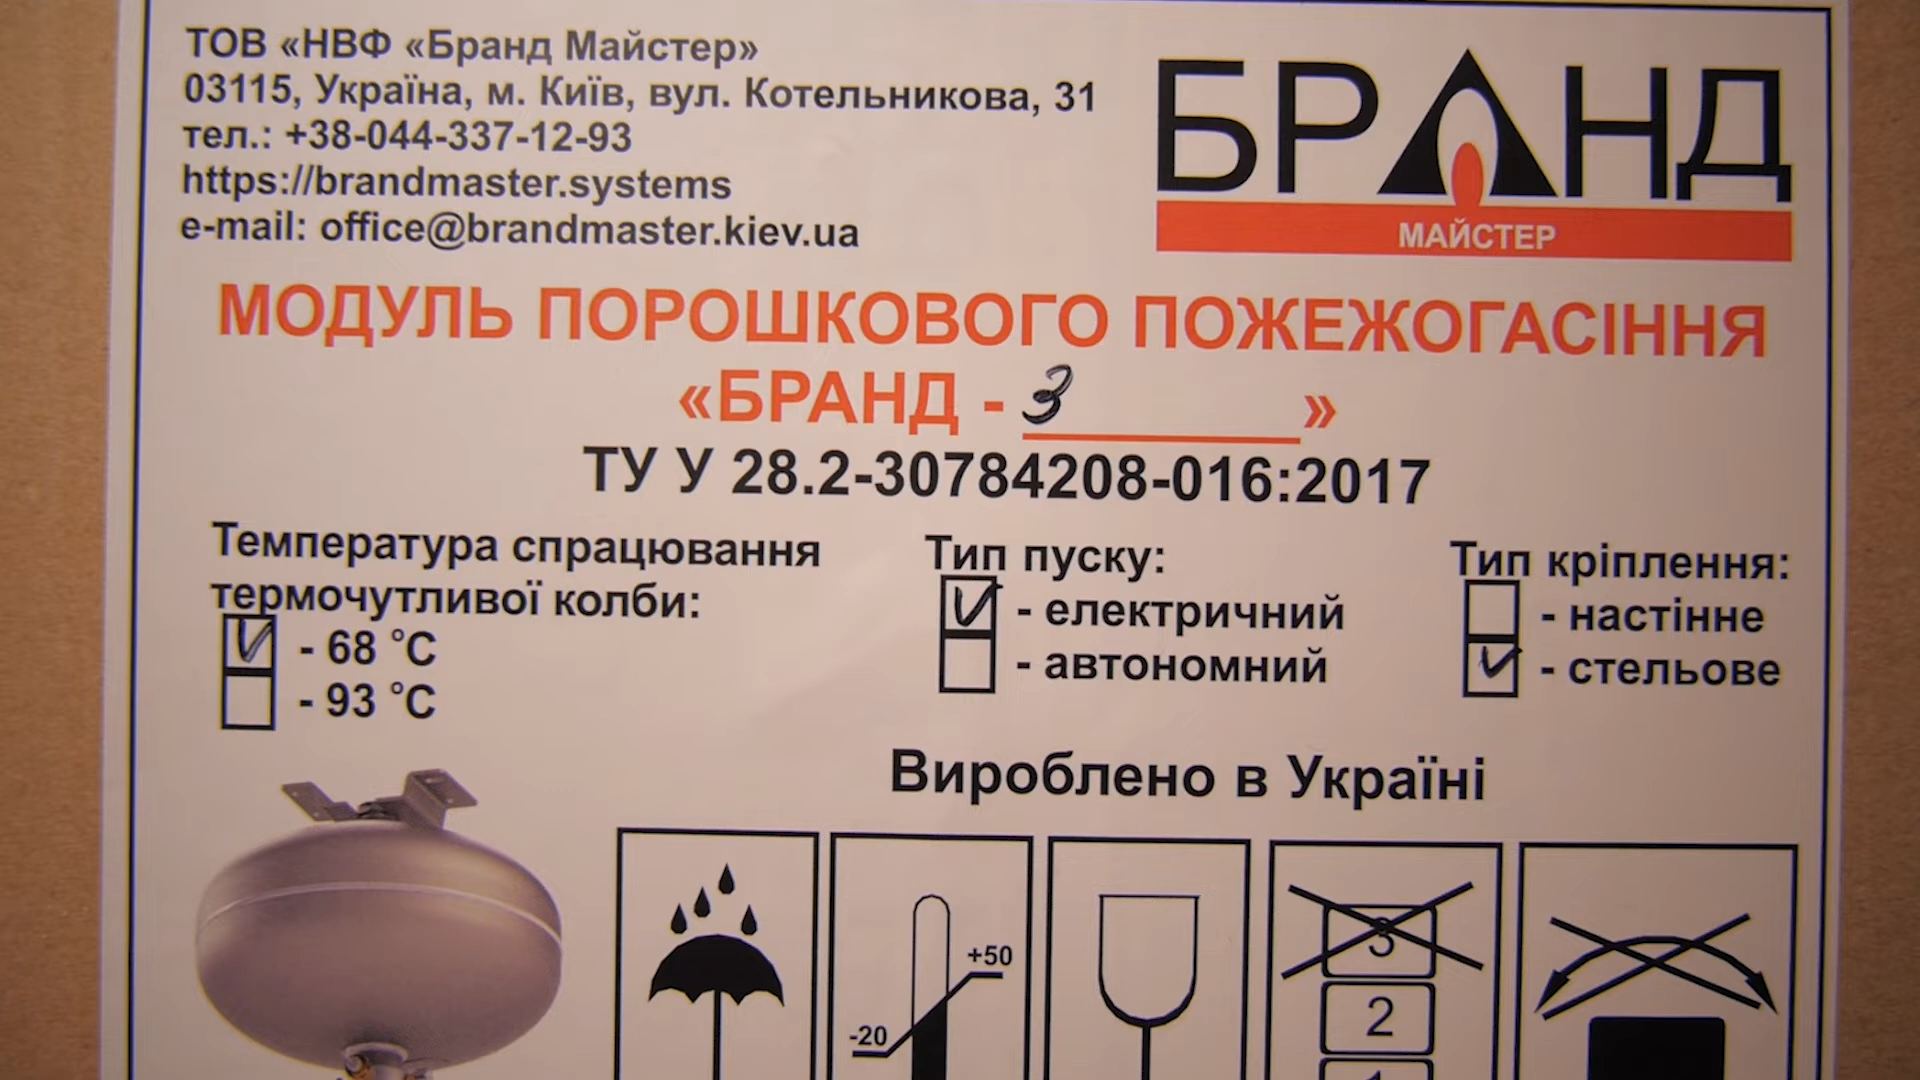 ТОВ «НВФ «Бранд Майстер»
03115, Україна, м. Київ, вул. Котельникова, 31
тел.: +38-044-337-12-93
https://brandmaster.systems
e-mail: office@brandmaster.kiev.ua
БРАНД
МАЙСТЕР
МОДУЛЬ ПОРОШКОВОГО ПОЖЕЖОГАСІННЯ
«БРАНД - 3»
ТУ У 28.2-30784208-016:2017
Температура спрацювання
термочутливої колби:
- 68 °C
- 93 °C
Тип пуску:
- електричний
- автономний
Тип кріплення:
- настінне
- стельове
Вироблено в Україні
+50
-20
3
2
1